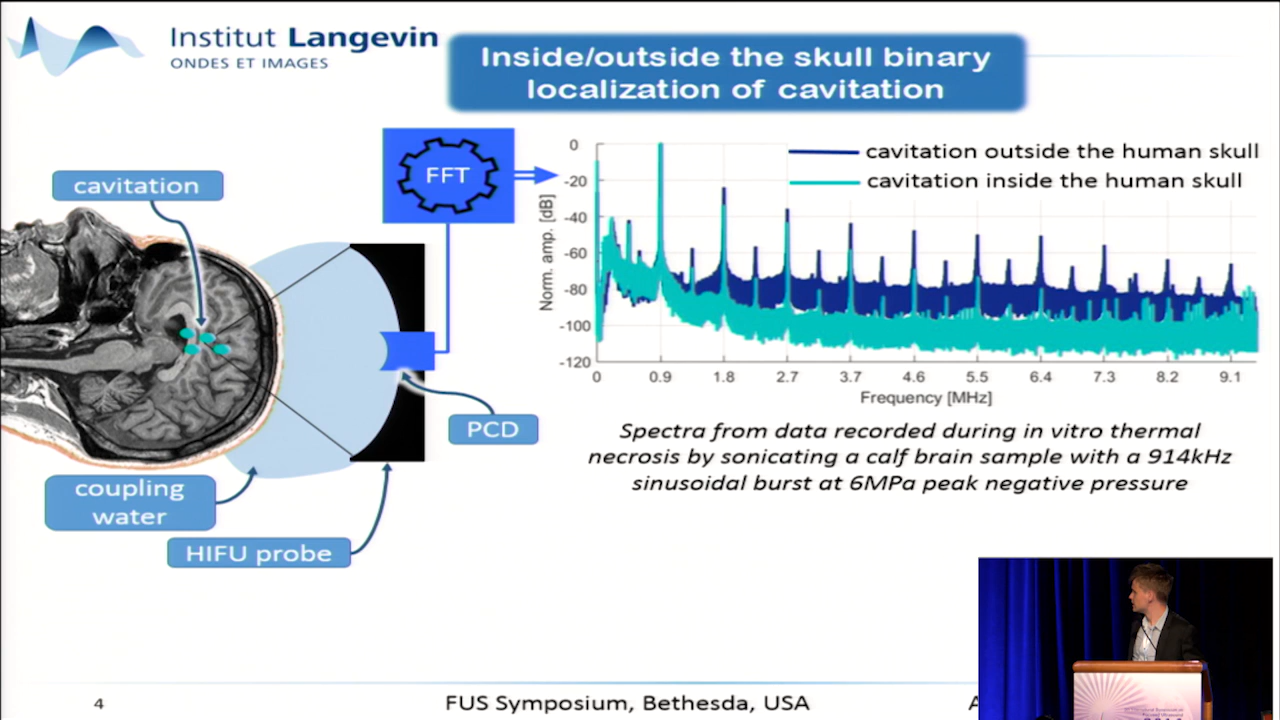 Institut Langevin
ONDES ET IMAGES
Inside/outside the skull binary
localization of cavitation
cavitation
FFT
PCD
coupling
water
HIFU probe
cavitation outside the human skull
cavitation inside the human skull
Norm. amp. [dB]
0
-20
-40
-60
-80
-100
-120
0 0.9 1.8 2.7 3.7 4.6 5.5 6.4 7.3 8.2 9.1
Frequency [MHz]
Spectra from data recorded during in vitro thermal
necrosis by sonicating a calf brain sample with a 914kHz
sinusoidal burst at 6MPa peak negative pressure
4
FUS Symposium, Bethesda, USA
A